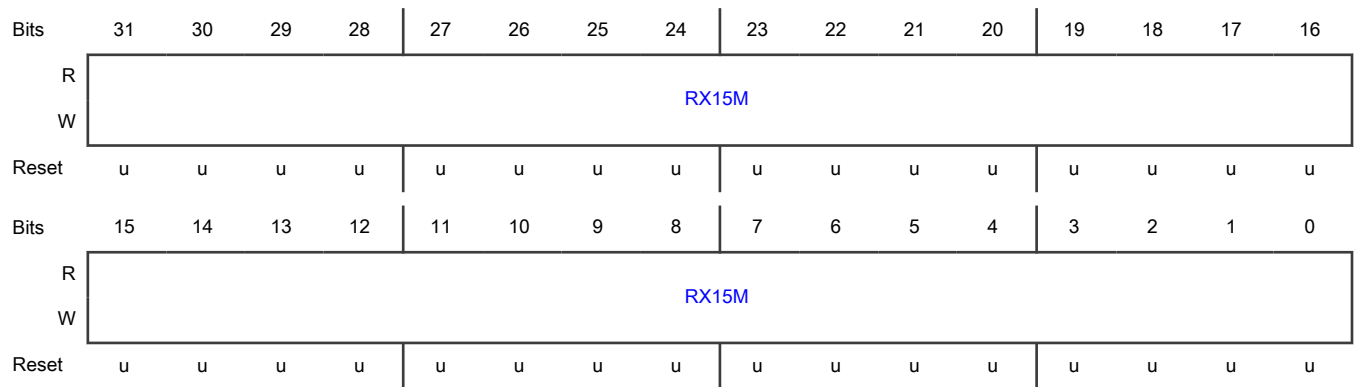 Bits 31 30 29 28 27 26 25 24 23 22 21 20 19 18 17 16
R
RX15M
W
Reset u u u u u u u u u u u u u u u u
Bits 15 14 13 12 11 10 9 8 7 6 5 4 3 2 1 0
R
RX15M
W
Reset u u u u u u u u u u u u u u u u